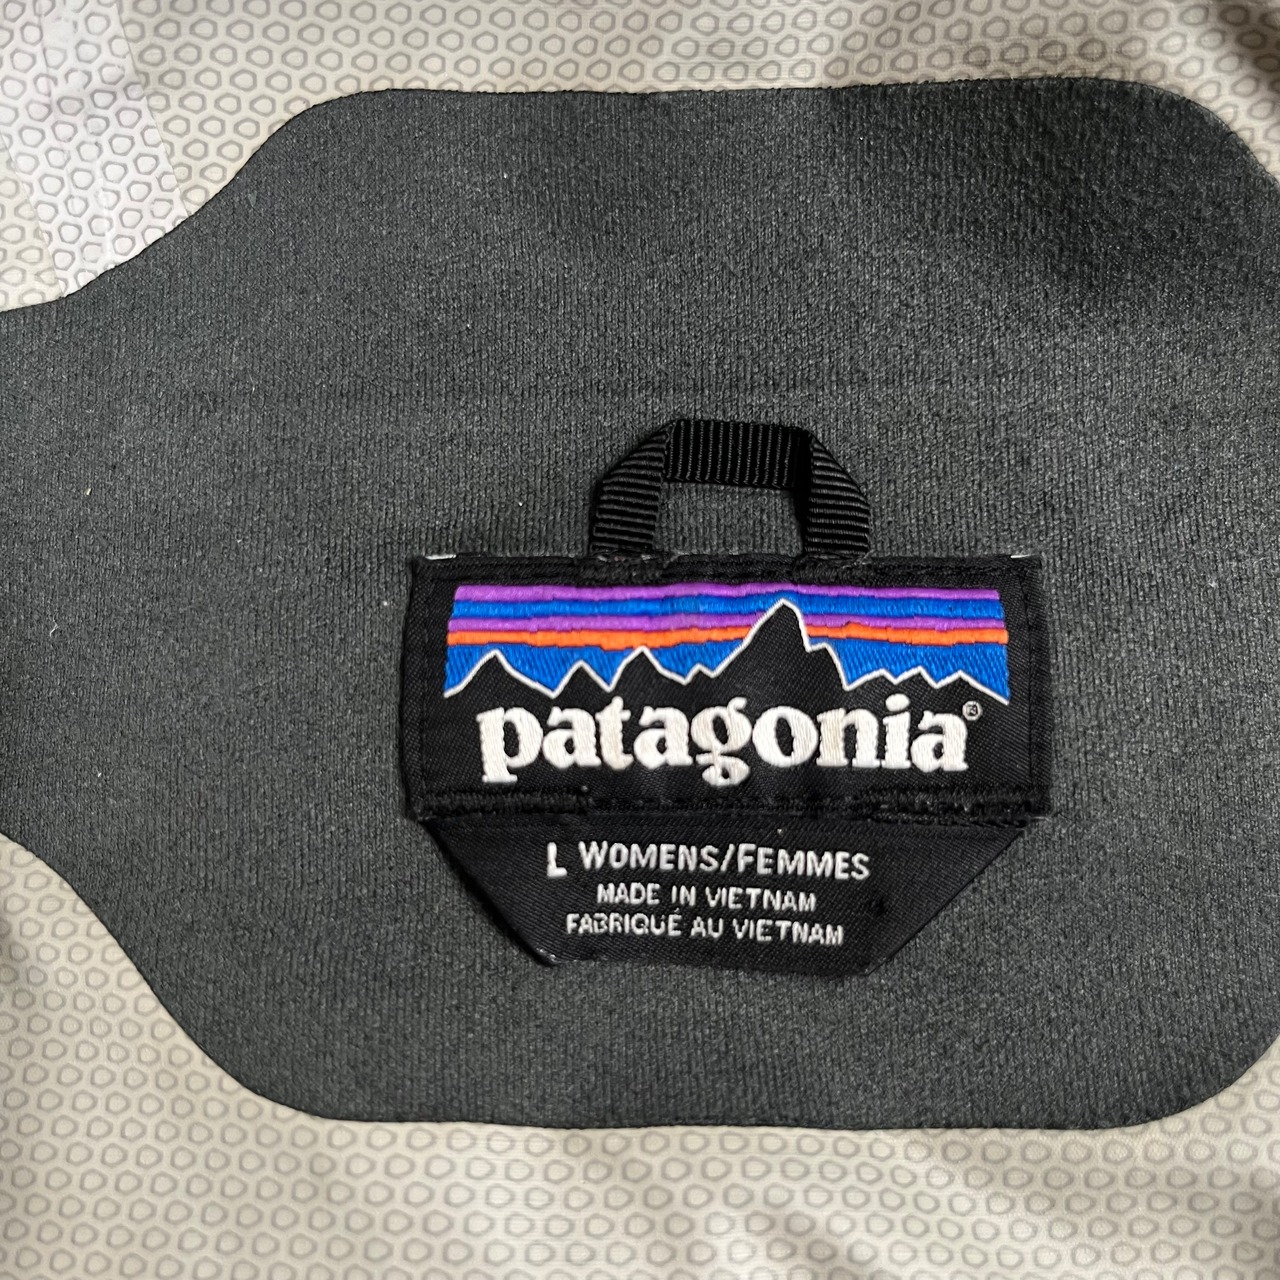 patagonia®
L WOMENS/FEMMES
MADE IN VIETNAM
FABRIQUÉ AU VIETNAM